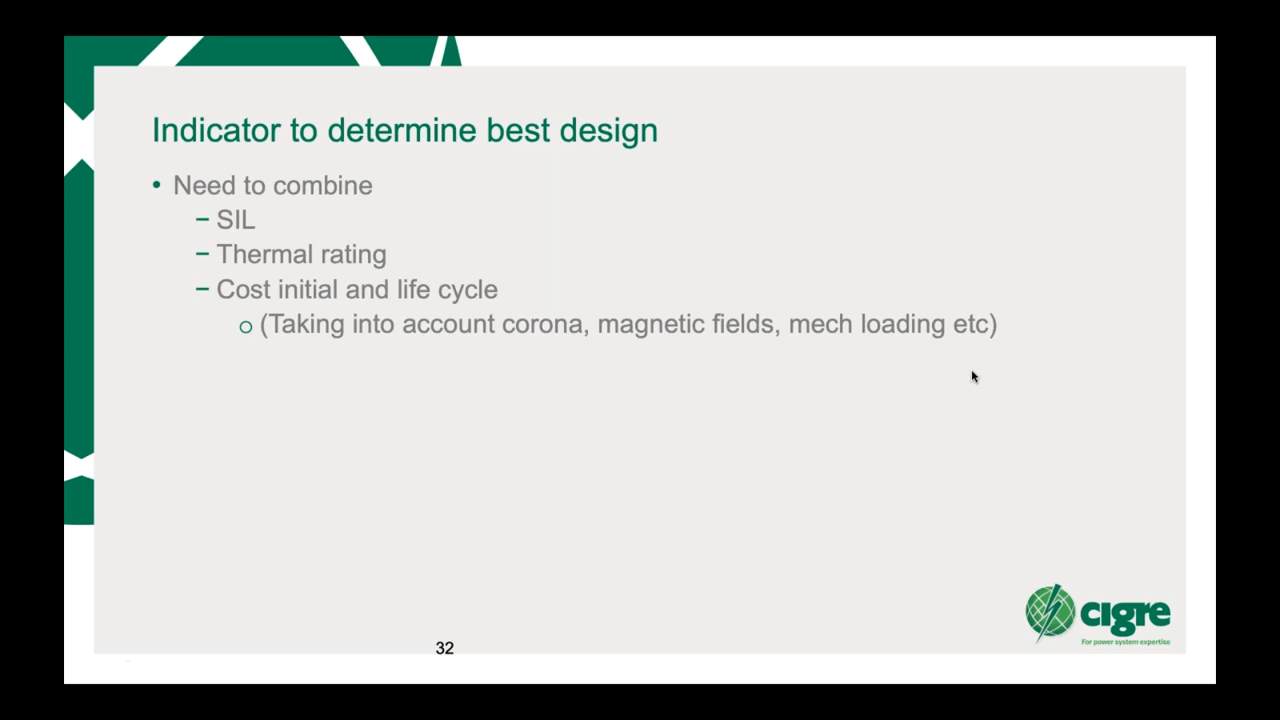 Indicator to determine best design
• Need to combine
– SIL
– Thermal rating
– Cost initial and life cycle
o (Taking into account corona, magnetic fields, mech loading etc)
cigre
For power system expertise
32